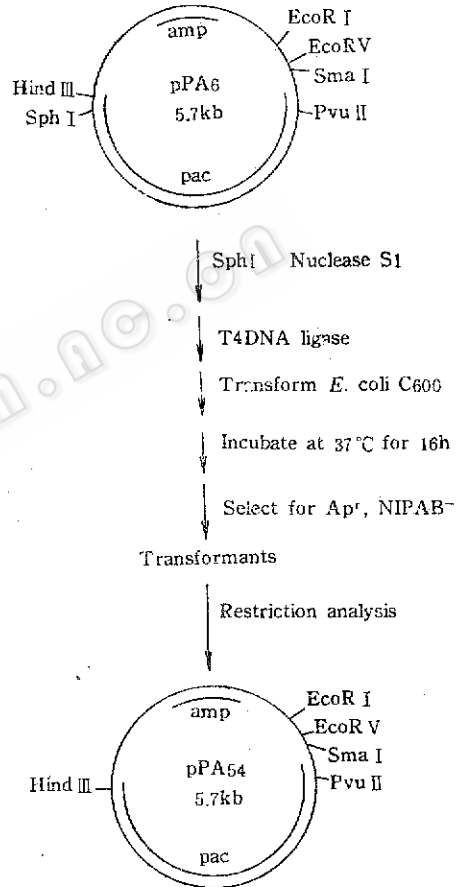 EcoR I
amp
EcoRV
Sma I
Hind III
pPA6
Sph I
5.7kb
Pvu II
pac
SphI Nuclease S1
T4DNA ligase
Transform E. coli C600
Incubate at 37℃ for 16h
Select for Apʳ, NIPAB⁻
Transformants
Restriction analysis
EcoR I
amp
EcoR V
Sma I
pPA54
Hind III
Pvu II
5.7kb
pac